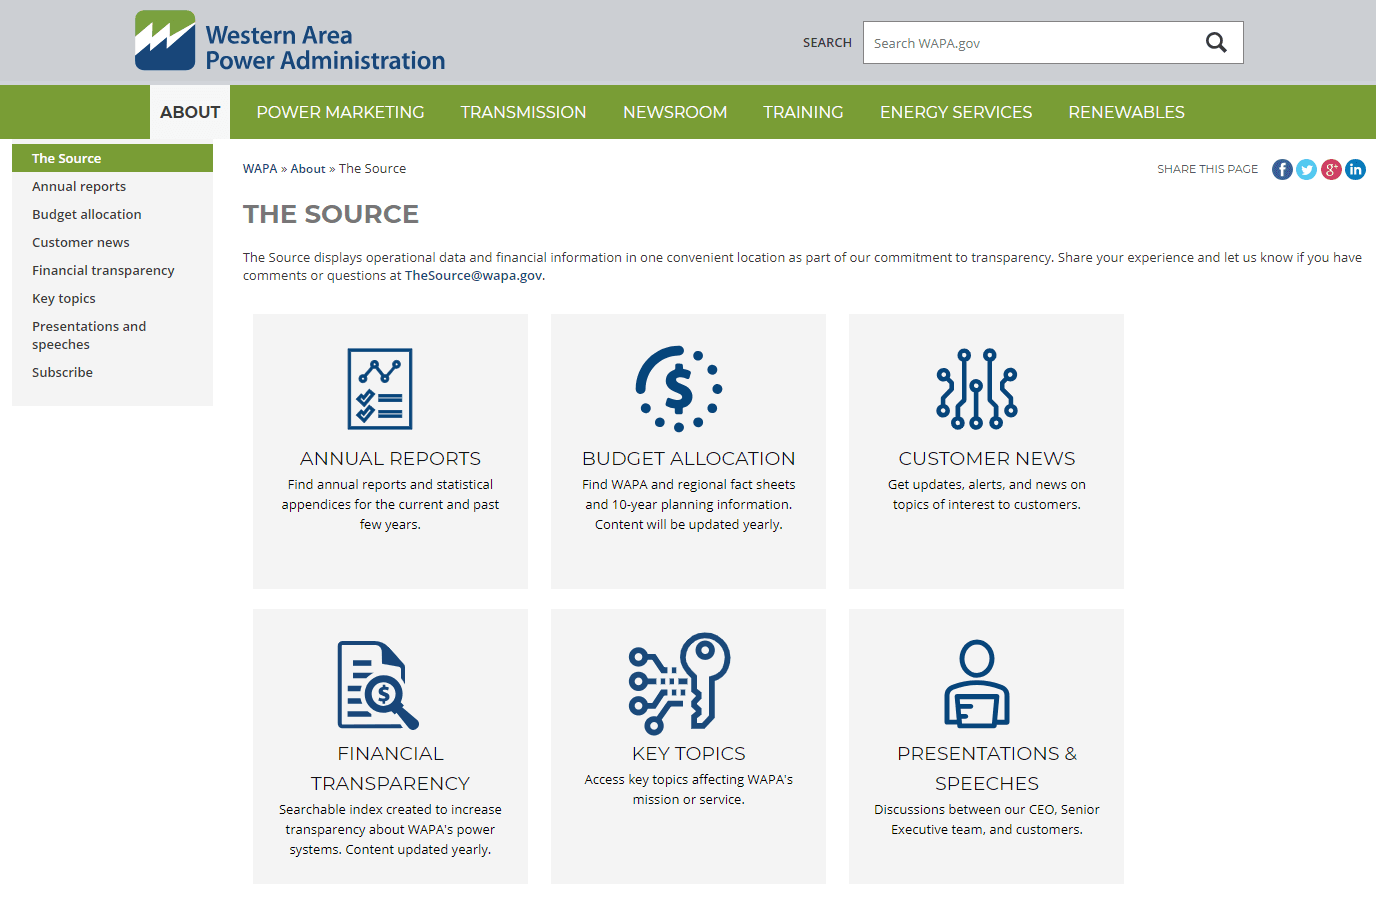 Western Area
Power Administration
SEARCH
Search WAPA.gov
ABOUT
POWER MARKETING
TRANSMISSION
NEWSROOM
TRAINING
ENERGY SERVICES
RENEWABLES
The Source
Annual reports
Budget allocation
Customer news
Financial transparency
Key topics
Presentations and
speeches
Subscribe
WAPA » About » The Source
SHARE THIS PAGE
f
g+
in
THE SOURCE
The Source displays operational data and financial information in one convenient location as part of our commitment to transparency. Share your experience and let us know if you have
comments or questions at TheSource@wapa.gov.
$
ANNUAL REPORTS
Find annual reports and statistical
appendices for the current and past
few years.
BUDGET ALLOCATION
Find WAPA and regional fact sheets
and 10-year planning information.
Content will be updated yearly.
CUSTOMER NEWS
Get updates, alerts, and news on
topics of interest to customers.
$
FINANCIAL
TRANSPARENCY
Searchable index created to increase
transparency about WAPA's power
systems. Content updated yearly.
KEY TOPICS
Access key topics affecting WAPA's
mission or service.
PRESENTATIONS &
SPEECHES
Discussions between our CEO, Senior
Executive team, and customers.